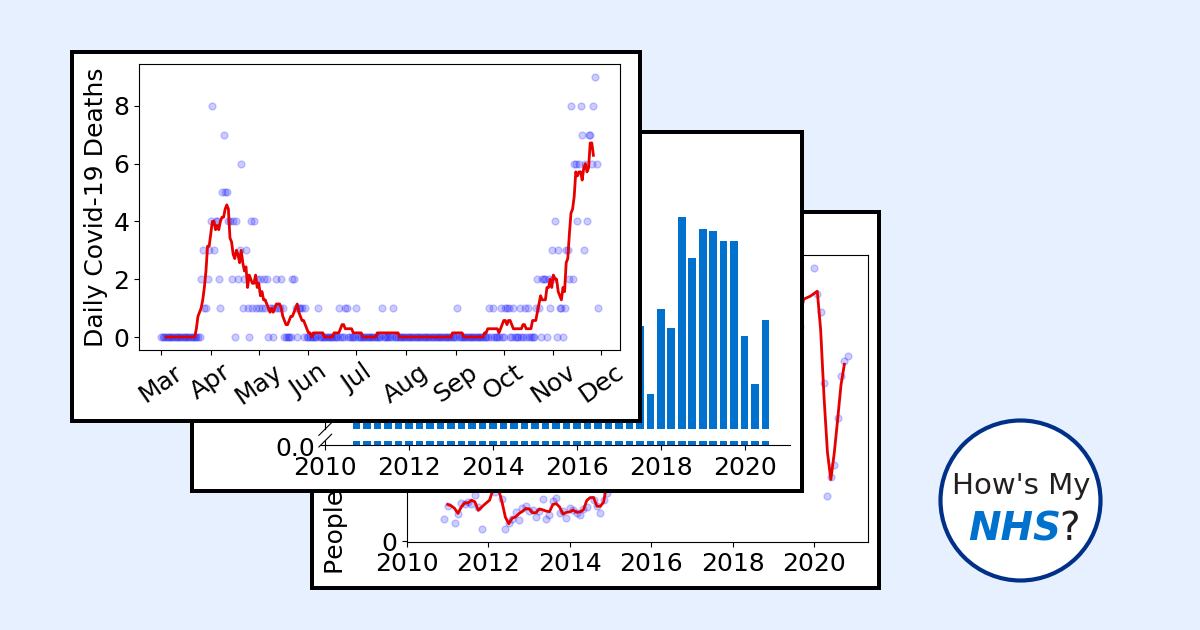 Daily Covid-19 Deaths
8
6
4
2
0
Mar Apr May Jun Jul Aug Sep Oct Nov Dec
0.0
2010 2012 2014 2016 2018 2020
People
0
2010 2012 2014 2016 2018 2020
How's My
NHS?